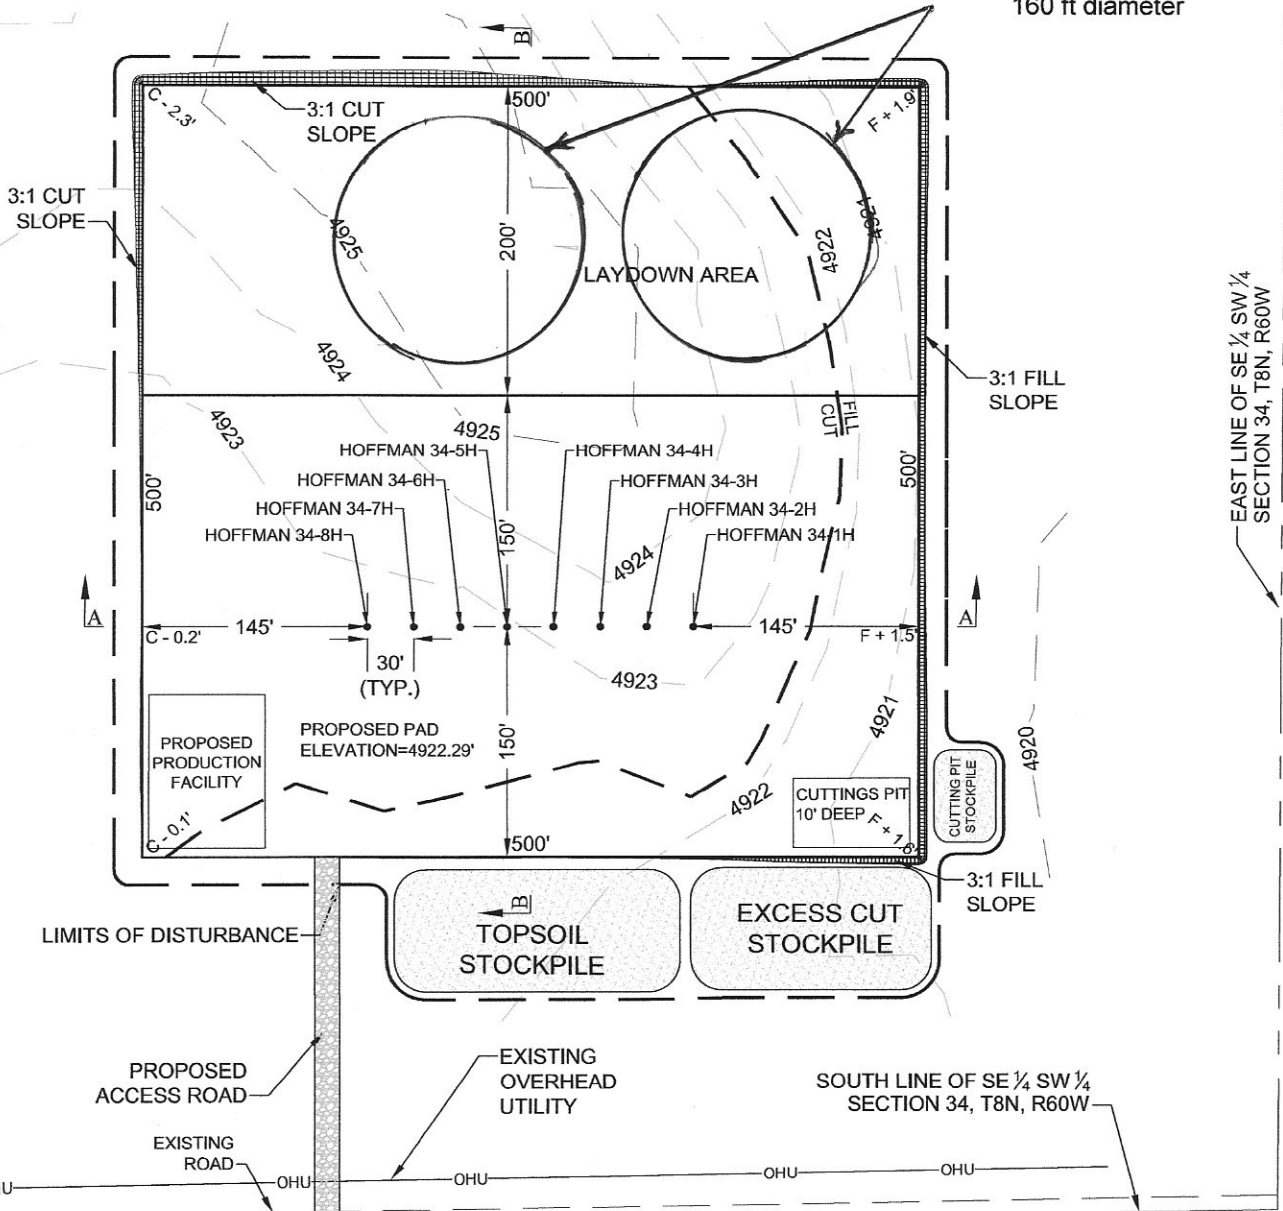 160 ft diameter
B
500'
C - 2.3'
F + 1.9'
3:1 CUT
SLOPE
3:1 CUT
SLOPE
4925
200'
4922
4921
LAYDOWN AREA
4924
3:1 FILL
SLOPE
EAST LINE OF SE ¼ SW ¼
SECTION 34, T8N, R60W
FILL
CUT
4923
4925
HOFFMAN 34-5H
HOFFMAN 34-4H
500'
500'
HOFFMAN 34-6H
HOFFMAN 34-3H
HOFFMAN 34-7H
HOFFMAN 34-2H
HOFFMAN 34-8H
HOFFMAN 34-1H
150'
4924
A
A
145'
145'
C - 0.2'
F + 1.5'
30'
(TYP.)
4923
PROPOSED PAD
ELEVATION=4922.29'
150'
4921
4920
PROPOSED
PRODUCTION
FACILITY
4922
CUTTINGS PIT
10' DEEP
F + 1.6'
CUTTING PIT
STOCKPILE
C - 0.1'
500'
3:1 FILL
SLOPE
B
LIMITS OF DISTURBANCE
TOPSOIL
STOCKPILE
EXCESS CUT
STOCKPILE
PROPOSED
ACCESS ROAD
EXISTING
OVERHEAD
UTILITY
SOUTH LINE OF SE ¼ SW ¼
SECTION 34, T8N, R60W
EXISTING
ROAD
OHU
OHU
OHU
OHU